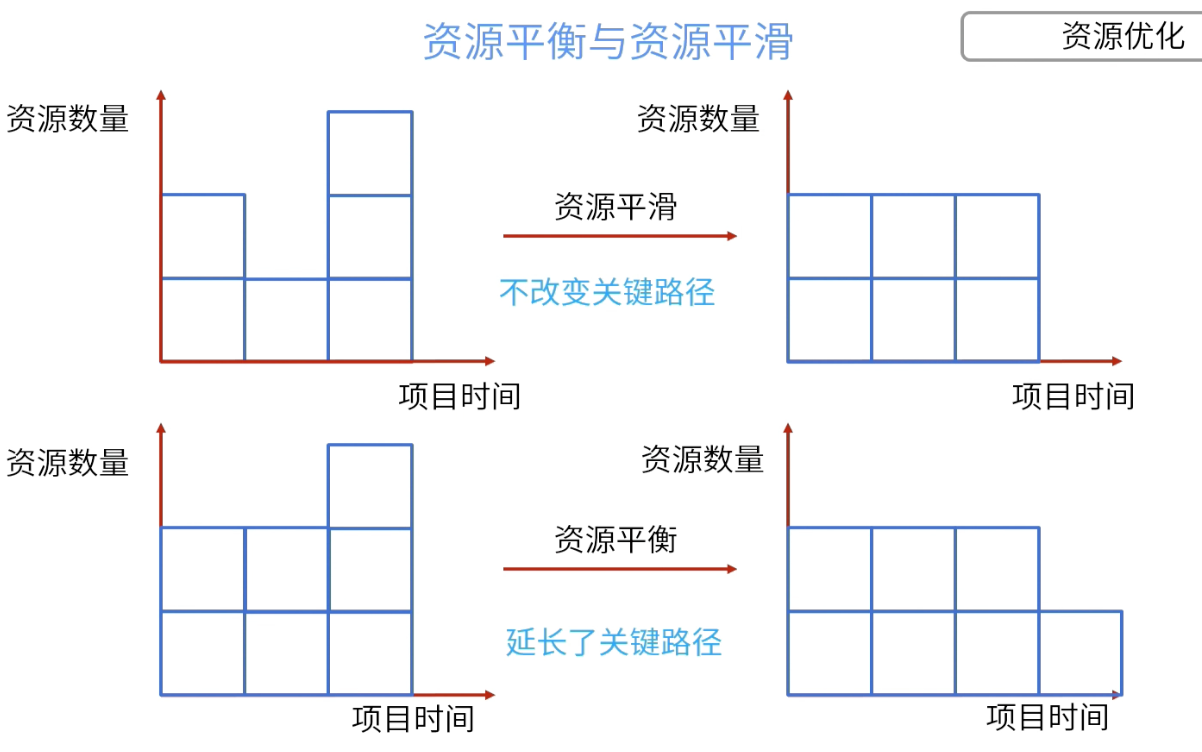 资源平衡与资源平滑
资源优化
资源数量
资源平滑
不改变关键路径
项目时间
资源数量
项目时间
资源数量
资源平衡
延长了关键路径
项目时间
资源数量
项目时间